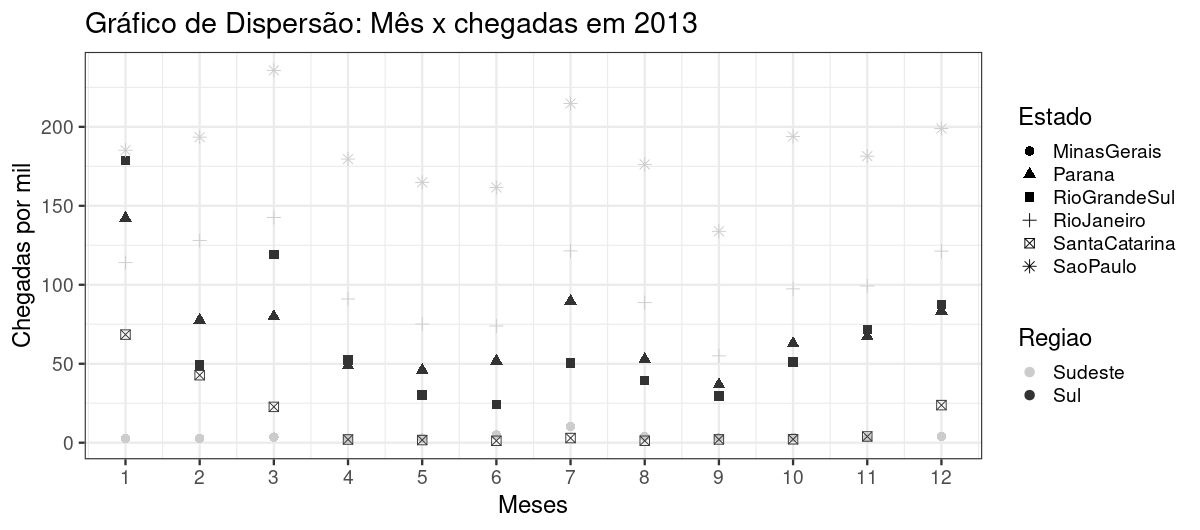 Gráfico de Dispersão: Mês x chegadas em 2013
Chegadas por mil
200
150
100
50
0
1 2 3 4 5 6 7 8 9 10 11 12
Meses
Estado
MinasGerais
Parana
RioGrandeSul
RioJaneiro
SantaCatarina
SaoPaulo
Regiao
Sudeste
Sul